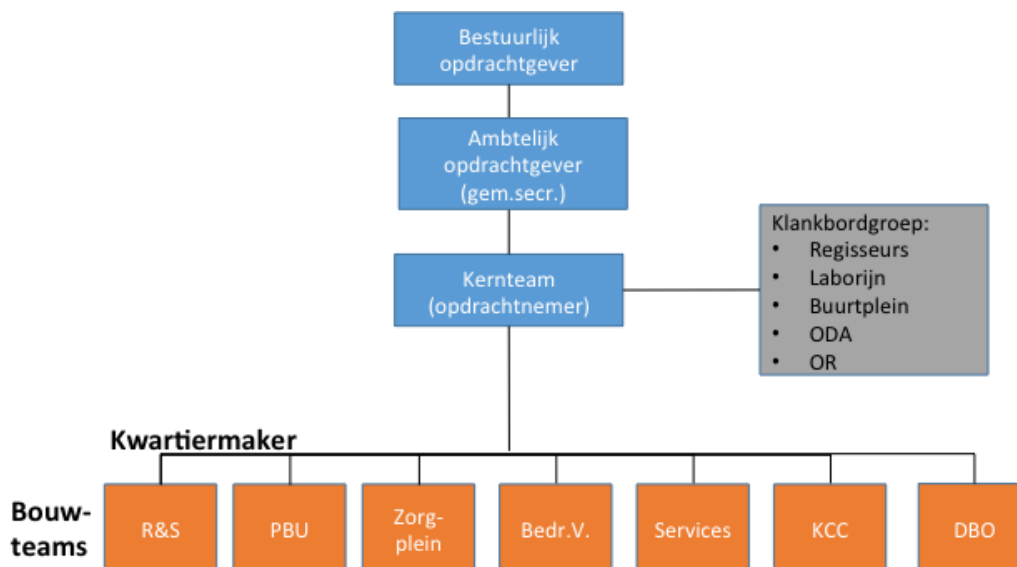 Bestuurlijk
opdrachtgever
Ambtelijk
opdrachtgever
(gem.secr.)
Klankbordgroep:
• Regisseurs
• Laborijn
• Buurtplein
• ODA
• OR
Kernteam
(opdrachtnemer)
Kwartiermaker
Bouw-
teams
R&S
PBU
Zorg-
plein
Bedr.V.
Services
KCC
DBO